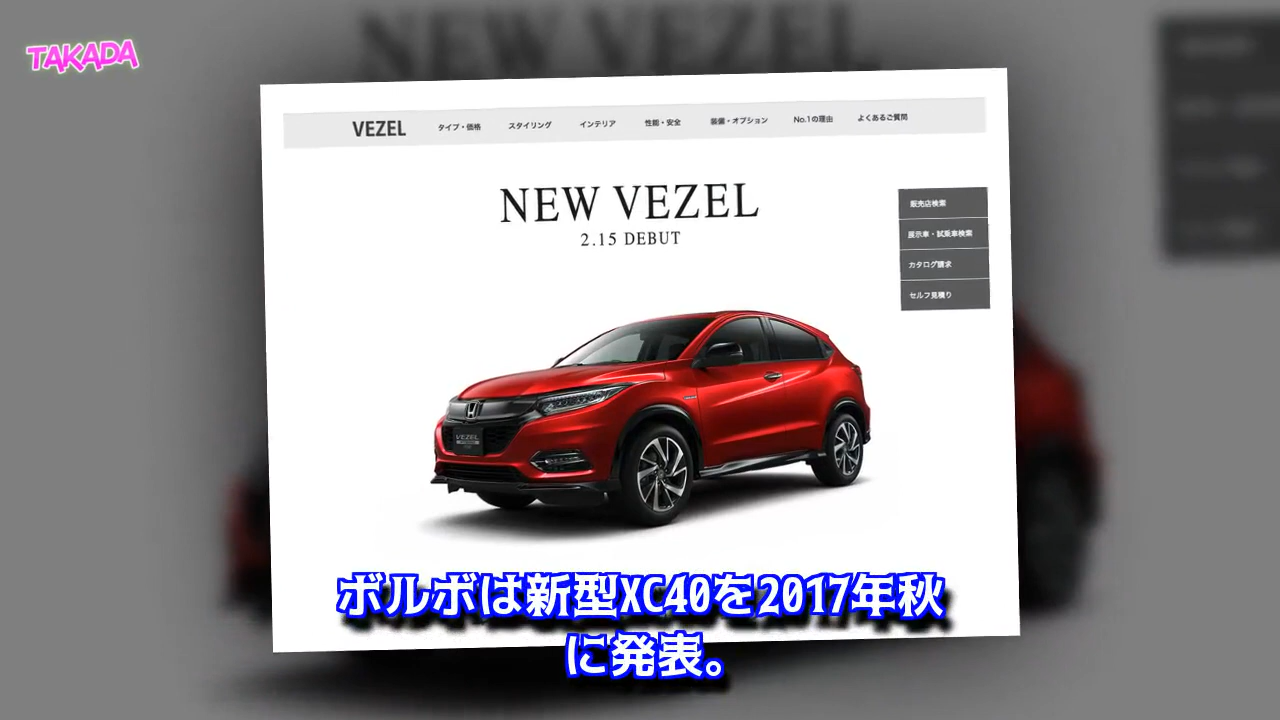 TAKADA
VEZEL
タイプ・価格
スタイリング
インテリア
性能・安全
装備・オプション
No.1の理由
よくあるご質問
NEW VEZEL
2.15 DEBUT
販売店検索
展示車・試乗車検索
カタログ請求
セルフ見積り
VEZEL
ボルボは新型XC40を2017年秋
に発表。